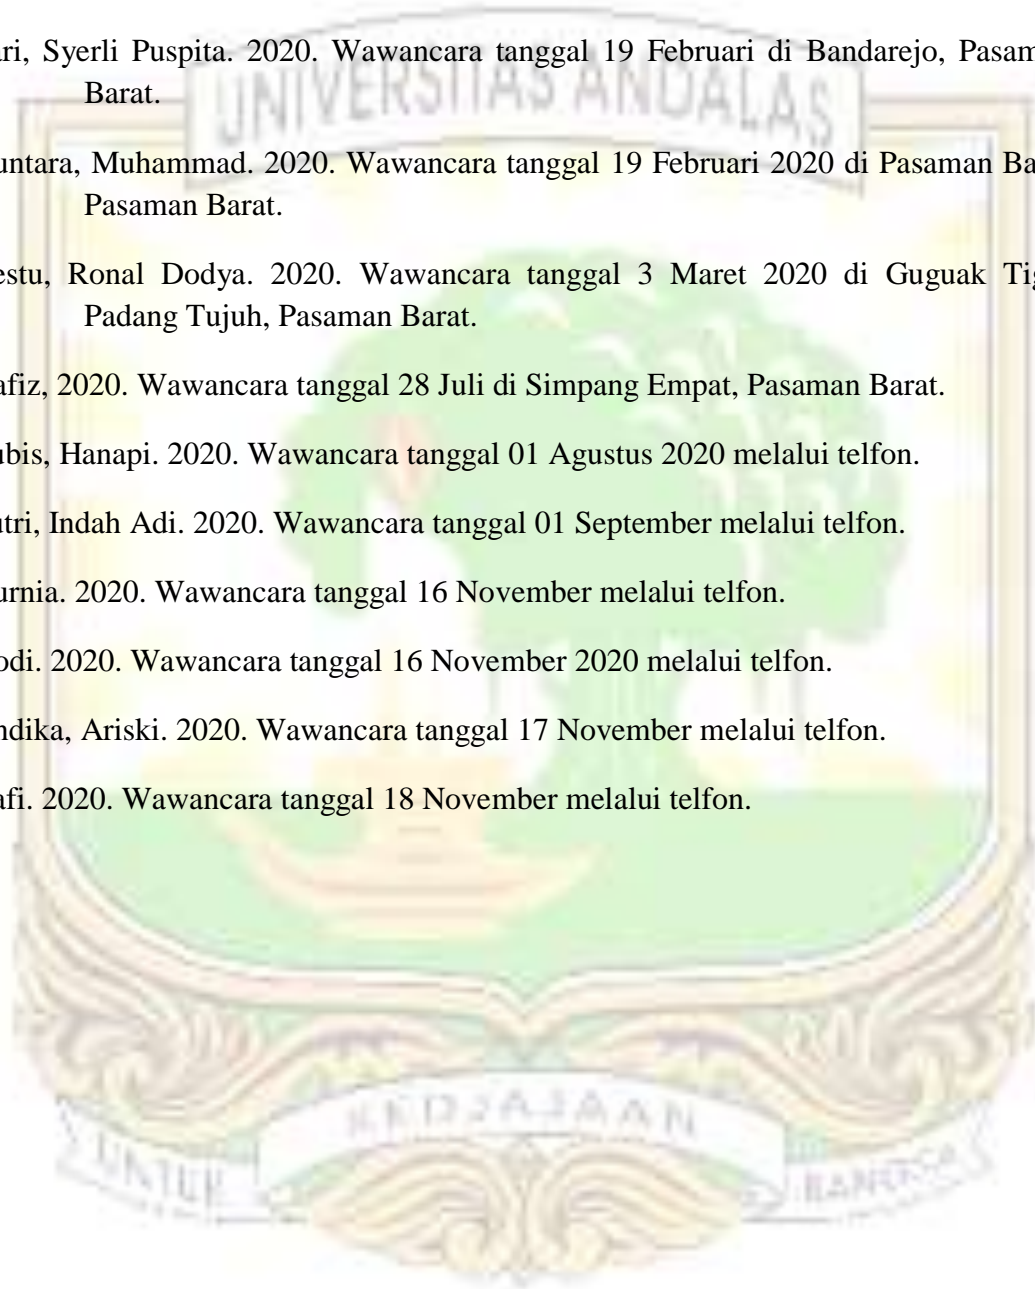 ari, Syerli Puspita. 2020. Wawancara tanggal 19 Februari di Bandarejo, Pasam
Barat.
UNIVERSITAS ANDALAS
untara, Muhammad. 2020. Wawancara tanggal 19 Februari 2020 di Pasaman Ba
Pasaman Barat.
estu, Ronal Dodya. 2020. Wawancara tanggal 3 Maret 2020 di Guguak Tig
Padang Tujuh, Pasaman Barat.
afiz, 2020. Wawancara tanggal 28 Juli di Simpang Empat, Pasaman Barat.
ubis, Hanapi. 2020. Wawancara tanggal 01 Agustus 2020 melalui telfon.
utri, Indah Adi. 2020. Wawancara tanggal 01 September melalui telfon.
urnia. 2020. Wawancara tanggal 16 November melalui telfon.
odi. 2020. Wawancara tanggal 16 November 2020 melalui telfon.
ndika, Ariski. 2020. Wawancara tanggal 17 November melalui telfon.
afi. 2020. Wawancara tanggal 18 November melalui telfon.
UNTUK KEDJAJAAN BANGSA